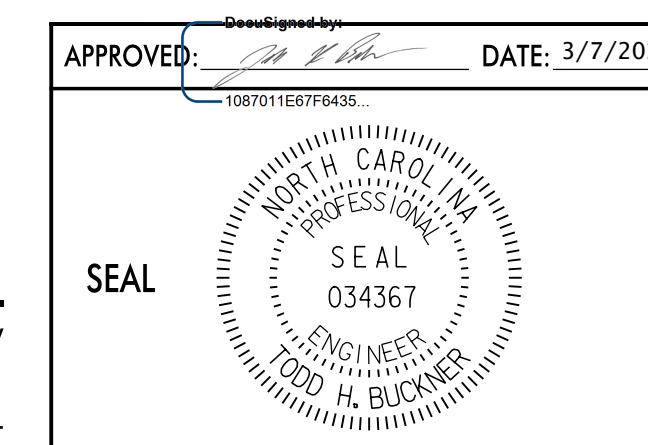 DocuSigned by:
APPROVED:
DATE: 3/7/20
1087011E67F6435...
SEAL
NORTH CAROLINA
PROFESSIONAL
SEAL
034367
ENGINEER
TODD H. BUCKNER